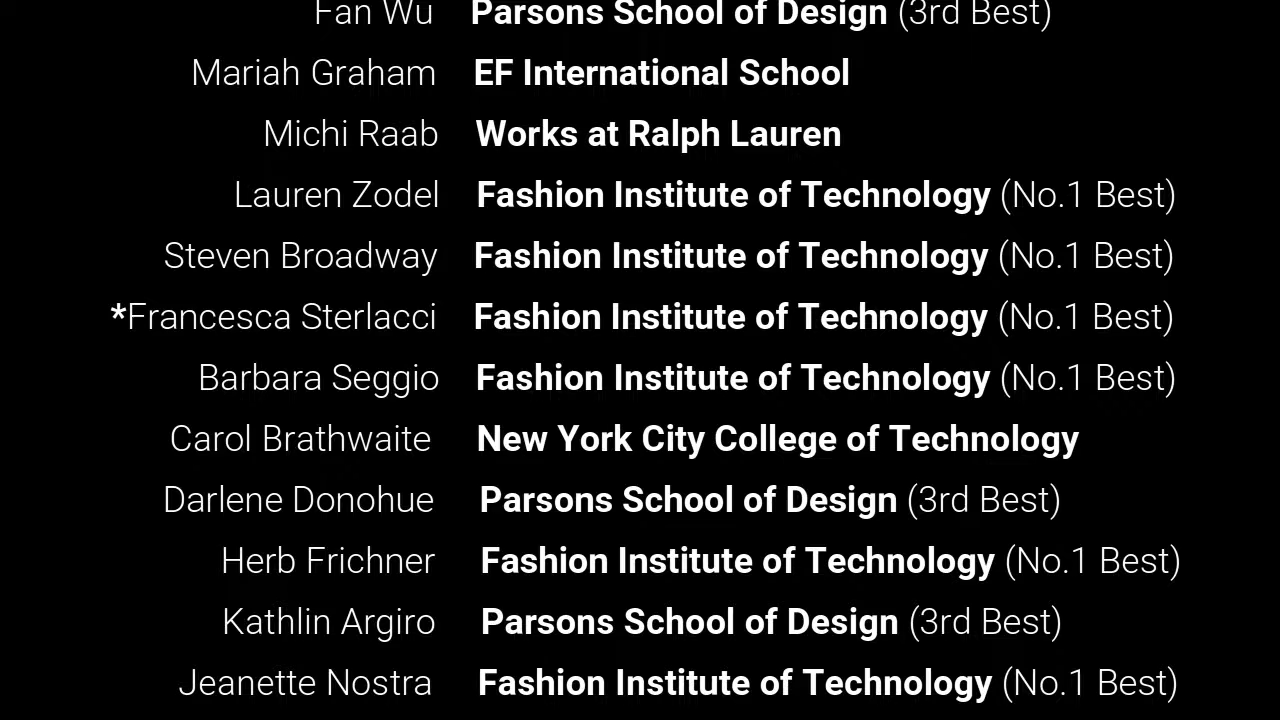 Fan Wu Parsons School of Design (3rd Best)
Mariah Graham EF International School
Michi Raab Works at Ralph Lauren
Lauren Zodel Fashion Institute of Technology (No.1 Best)
Steven Broadway Fashion Institute of Technology (No.1 Best)
*Francesca Sterlacci Fashion Institute of Technology (No.1 Best)
Barbara Seggio Fashion Institute of Technology (No.1 Best)
Carol Brathwaite New York City College of Technology
Darlene Donohue Parsons School of Design (3rd Best)
Herb Frichner Fashion Institute of Technology (No.1 Best)
Kathlin Argiro Parsons School of Design (3rd Best)
Jeanette Nostra Fashion Institute of Technology (No.1 Best)